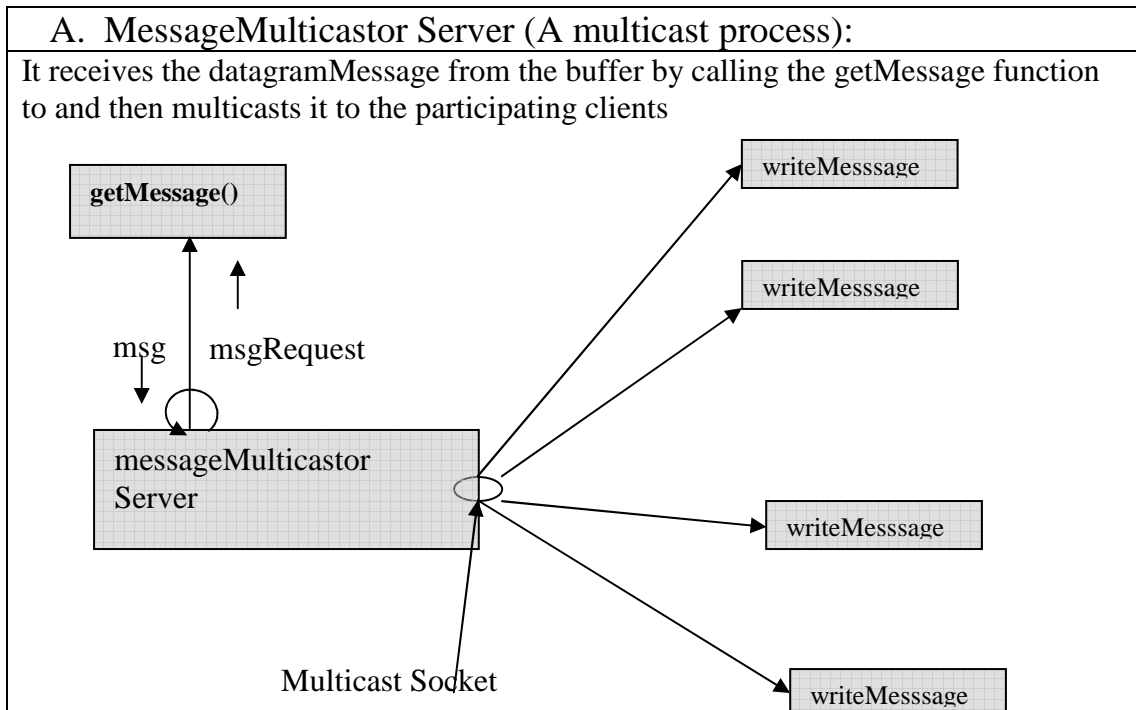 A. MessageMulticastor Server (A multicast process):
It receives the datagramMessage from the buffer by calling the getMessage function
to and then multicasts it to the participating clients
writeMesssage
getMessage()
writeMesssage
msg
msgRequest
messageMulticastor
Server
writeMesssage
Multicast Socket
writeMesssage